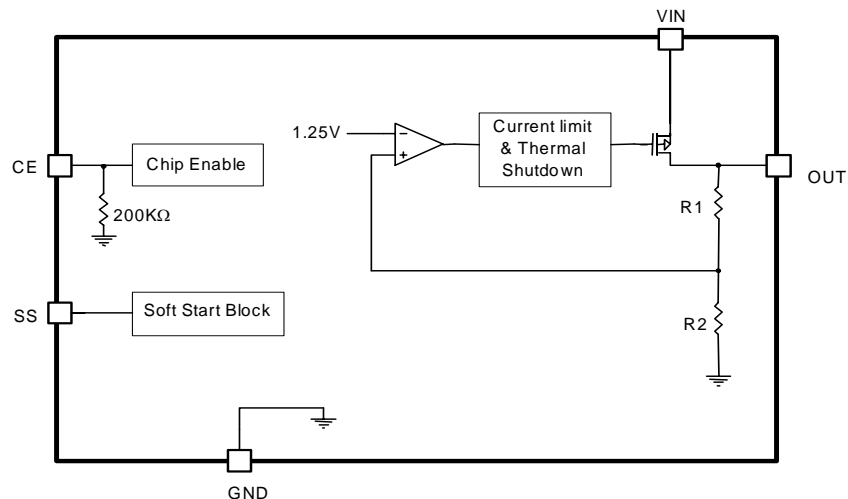 VIN
1.25V
−
+
Current limit
& Thermal
Shutdown
CE
Chip Enable
OUT
200KΩ
R1
SS
Soft Start Block
R2
GND